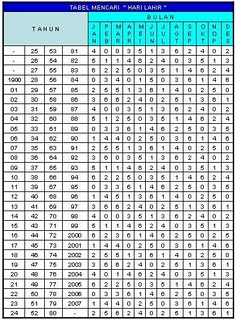 TABEL MENCARI " HARI LAHIR "
TAHUN BULAN
J P M A M J J A S O N D
A E A P E U U G E K O E
N B R R I N L S P T P S
- 25 53 81 4 0 0 3 5 1 3 6 2 4 0 2
- 26 54 82 5 1 1 4 6 2 4 0 3 5 1 3
- 27 55 83 6 2 2 5 0 3 5 1 4 6 2 4
1900 28 56 84 0 3 4 0 2 5 0 3 6 1 4 6
01 29 57 85 2 5 5 1 3 6 1 4 0 2 5 0
02 30 58 86 3 6 6 2 4 0 2 5 1 3 6 1
03 31 59 87 4 0 0 3 5 1 3 6 2 4 0 2
04 32 60 88 5 1 2 5 0 3 5 1 4 6 2 4
05 33 61 89 0 3 3 6 1 4 6 2 5 0 3 5
06 34 62 90 1 4 4 0 2 5 0 3 6 1 4 6
07 35 63 91 2 5 5 1 3 6 1 4 0 2 5 0
08 36 64 92 3 6 0 3 5 1 3 6 2 4 0 2
09 37 65 93 5 1 1 4 6 2 4 0 3 5 1 3
10 38 66 94 6 2 2 5 0 3 5 1 4 6 2 4
11 39 67 95 0 3 3 6 1 4 6 2 5 0 3 5
12 40 68 96 1 4 5 1 3 6 1 4 0 2 5 0
13 41 69 97 3 6 6 2 4 0 2 5 1 3 6 1
14 42 70 98 4 0 0 3 5 1 3 6 2 4 0 2
15 43 71 99 5 1 1 4 6 2 4 0 3 5 1 3
16 44 72 2000 6 2 3 6 1 4 6 2 5 0 3 5
17 45 73 2001 1 4 4 0 2 5 0 3 6 1 4 6
18 46 74 2002 2 5 5 1 3 6 1 4 0 2 5 0
19 47 75 2003 3 6 6 2 4 0 2 5 1 3 6 1
20 48 76 2004 4 0 1 4 6 2 4 0 3 5 1 3
21 49 77 2005 6 2 2 5 0 3 5 1 4 6 2 4
22 50 78 2006 0 3 3 6 1 4 6 2 5 0 3 5
23 51 79 2007 1 4 4 0 2 5 0 3 6 1 4 6
24 52 80 - 2 5 6 2 4 0 2 5 1 3 6 1